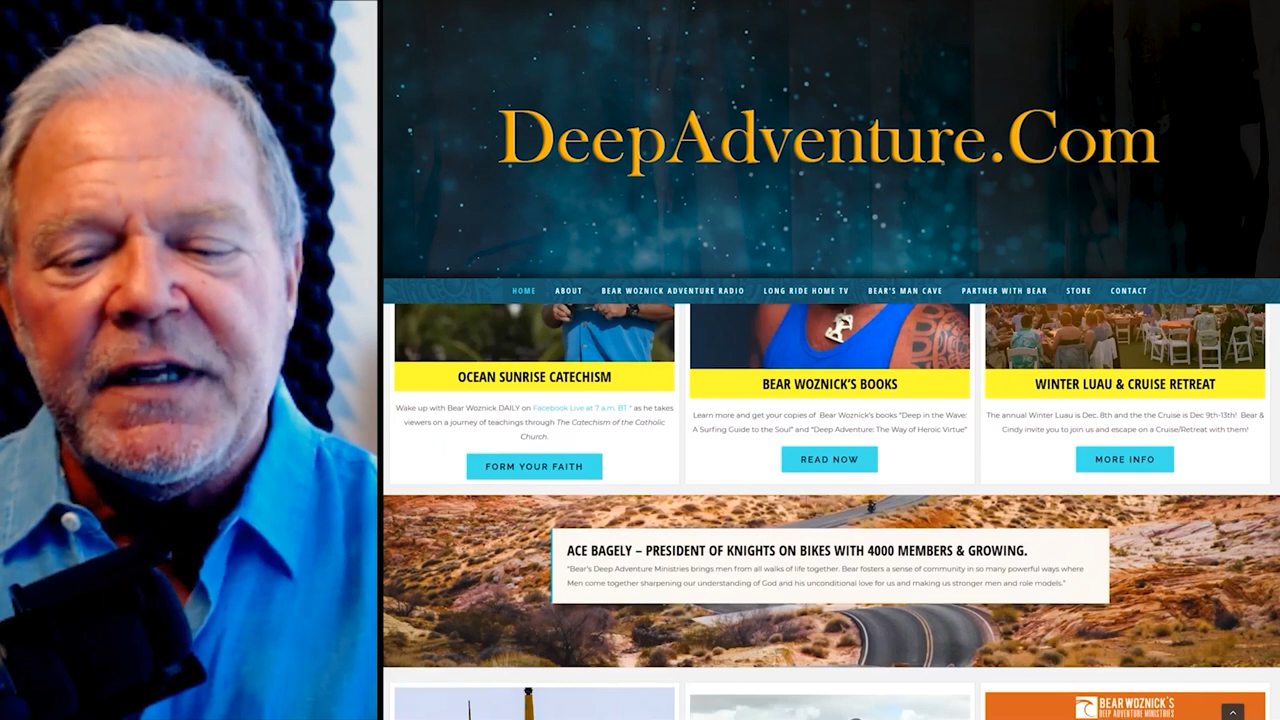 DeepAdventure.Com
HOME ABOUT BEAR WOZNICK ADVENTURE RADIO LONG RIDE HOME TV BEAR'S MAN CAVE PARTNER WITH BEAR STORE CONTACT
OCEAN SUNRISE CATECHISM
Wake up with Bear Woznick DAILY on Facebook Live at 7 a.m. BT * as he takes
viewers on a journey of teachings through The Catechism of the Catholic
Church.
FORM YOUR FAITH
BEAR WOZNICK'S BOOKS
Learn more and get your copies of Bear Woznick's books "Deep in the Wave:
A Surfing Guide to the Soul" and "Deep Adventure: The Way of Heroic Virtue"
READ NOW
WINTER LUAU & CRUISE RETREAT
The annual Winter Luau is Dec. 8th and the the Cruise is Dec 9th-13th! Bear &
Cindy invite you to join us and escape on a Cruise/Retreat with them!
MORE INFO
ACE BAGELY – PRESIDENT OF KNIGHTS ON BIKES WITH 4000 MEMBERS & GROWING.
"Bear's Deep Adventure Ministries brings men from all walks of life together. Bear fosters a sense of community in so many powerful ways where
Men come together sharpening our understanding of God and his unconditional love for us and making us stronger men and role models."
BEAR WOZNICK'S
DEEP ADVENTURE MINISTRIES